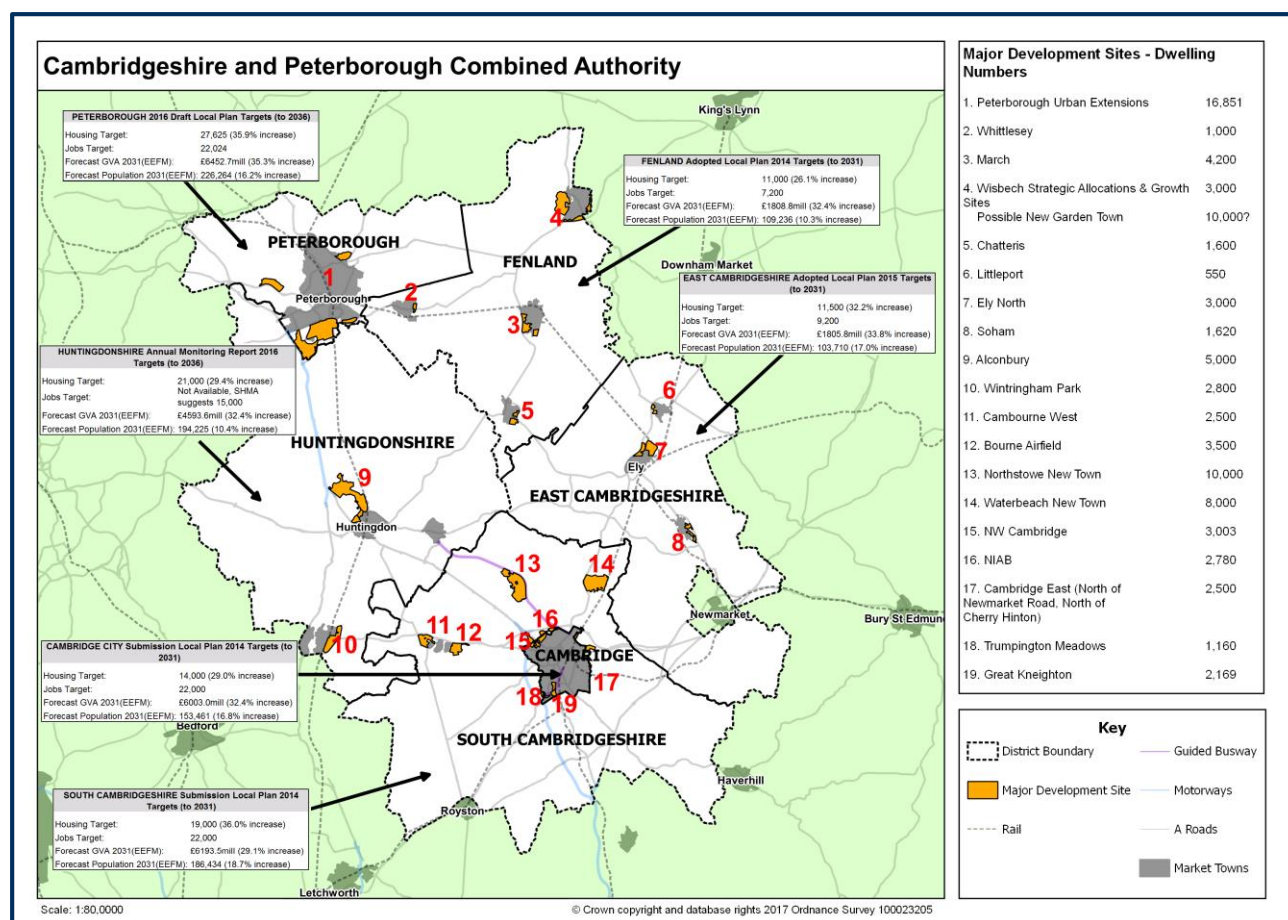 Cambridgeshire and Peterborough Combined Authority
King's Lynn
PETERBOROUGH 2016 Draft Local Plan Targets (to 2036)
Housing Target: 27,625 (35.9% increase)
Jobs Target: 22,024
Forecast GVA 2031(EEFM): £6452.7mill (35.3% increase)
Forecast Population 2031(EEFM): 226,264 (16.2% increase)
FENLAND Adopted Local Plan 2014 Targets (to 2031)
Housing Target: 11,000 (26.1% increase)
Jobs Target: 7,200
Forecast GVA 2031(EEFM): £1808.8mill (32.4% increase)
Forecast Population 2031(EEFM): 109,236 (10.3% increase)
4
PETERBOROUGH
FENLAND
Downham Market
1
Peterborough
2
3
EAST CAMBRIDGESHIRE Adopted Local Plan 2015 Targets
(to 2031)
Housing Target: 11,500 (32.2% increase)
Jobs Target: 9,200
Forecast GVA 2031(EEFM): £1805.8mill (33.8% increase)
Forecast Population 2031(EEFM): 103,710 (17.0% increase)
HUNTINGDONSHIRE Annual Monitoring Report 2016
Targets (to 2036)
Housing Target: 21,000 (29.4% increase)
Jobs Target: Not Available, SHMA
suggests 15,000
Forecast GVA 2031(EEFM): £4593.6mill (32.4% increase)
Forecast Population 2031(EEFM): 194,225 (10.4% increase)
5
6
HUNTINGDONSHIRE
7
Ely
9
EAST CAMBRIDGESHIRE
Huntingdon
8
13
14
Newmarket
Bury St Edmund
10
11
12
15
16
CAMBRIDGE
17
18
19
CAMBRIDGE CITY Submission Local Plan 2014 Targets (to
2031)
Housing Target: 14,000 (29.0% increase)
Jobs Target: 22,000
Forecast GVA 2031(EEFM): £6003.0mill (32.4% increase)
Forecast Population 2031(EEFM): 153,461 (16.8% increase)
Bedford
SOUTH CAMBRIDGESHIRE
Haverhill
SOUTH CAMBRIDGESHIRE Submission Local Plan 2014
Targets (to 2031)
Housing Target: 19,000 (36.0% increase)
Jobs Target: 22,000
Forecast GVA 2031(EEFM): £6193.5mill (29.1% increase)
Forecast Population 2031(EEFM): 186,434 (18.7% increase)
Royston
Letchworth
Scale: 1:80,0000
© Crown copyright and database rights 2017 Ordnance Survey 100023205
Major Development Sites - Dwelling
Numbers
1. Peterborough Urban Extensions 16,851
2. Whittlesey 1,000
3. March 4,200
4. Wisbech Strategic Allocations & Growth 3,000
Sites
Possible New Garden Town 10,000?
5. Chatteris 1,600
6. Littleport 550
7. Ely North 3,000
8. Soham 1,620
9. Alconbury 5,000
10. Wintringham Park 2,800
11. Cambourne West 2,500
12. Bourne Airfield 3,500
13. Northstowe New Town 10,000
14. Waterbeach New Town 8,000
15. NW Cambridge 3,003
16. NIAB 2,780
17. Cambridge East (North of 2,500
Newmarket Road, North of
Cherry Hinton)
18. Trumpington Meadows 1,160
19. Great Kneighton 2,169
Key
District Boundary
Guided Busway
Major Development Site
Motorways
Rail
A Roads
Market Towns